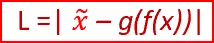 L = | x̃ − g(f(x)) |